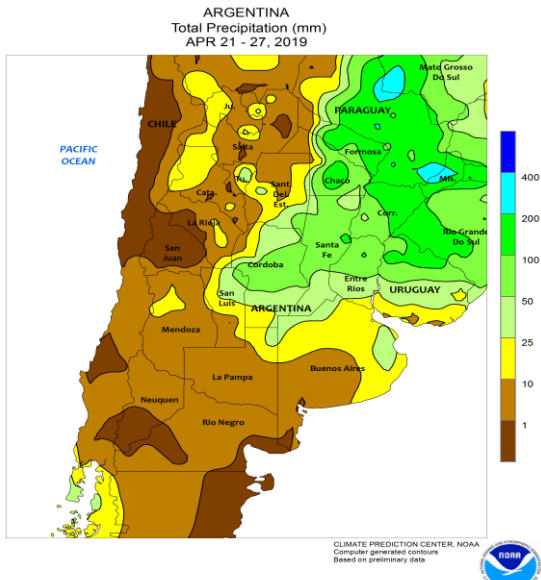 ARGENTINA
Total Precipitation (mm)
APR 21 - 27, 2019
Mato Grosso
Do Sul
Ju.
PARAGUAY
CHILE
PACIFIC
OCEAN
Salta
Formosa
Tu.
Sant.
Del.
Est.
Chaco
Mis.
Cata.
Corr.
La Rioja
Rio Grande
Do Sul
San
Juan
Santa
Fe
Cordoba
Entre
Rios
San
Luis
URUGUAY
ARGENTINA
Mendoza
Buenos Aires
La Pampa
Neuquen
Rio Negro
400
200
100
50
25
10
1
CLIMATE PREDICTION CENTER, NOAA
Computer generated contours
Based on preliminary data
NOAA